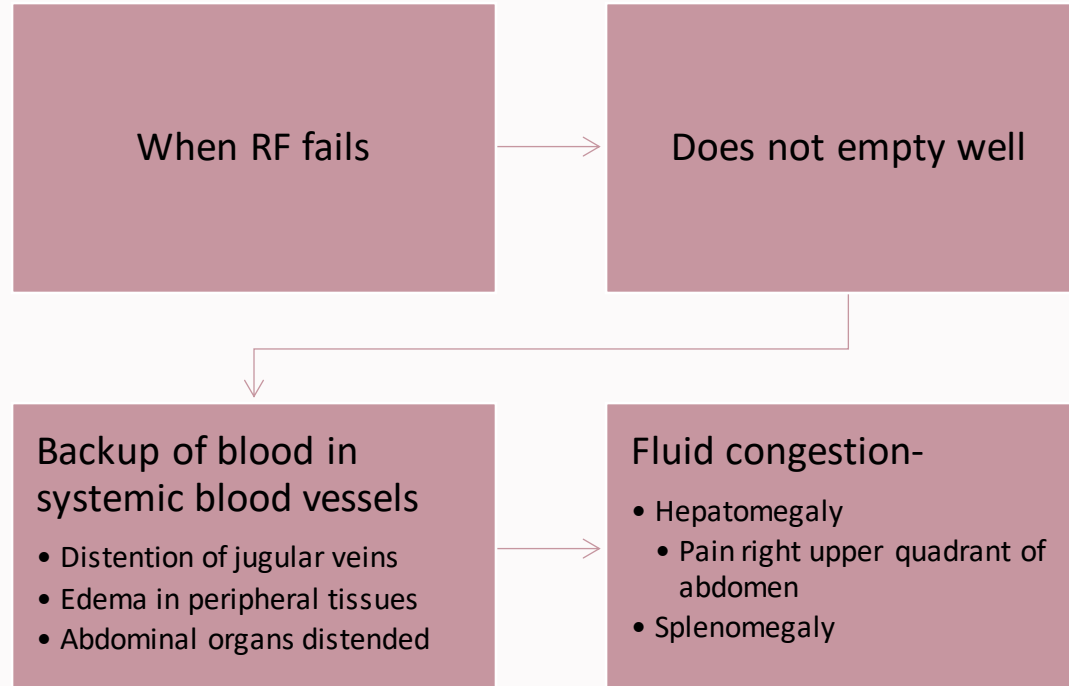 When RF fails
Does not empty well
Backup of blood in
systemic blood vessels
• Distention of jugular veins
• Edema in peripheral tissues
• Abdominal organs distended
Fluid congestion-
• Hepatomegaly
• Pain right upper quadrant of
abdomen
• Splenomegaly